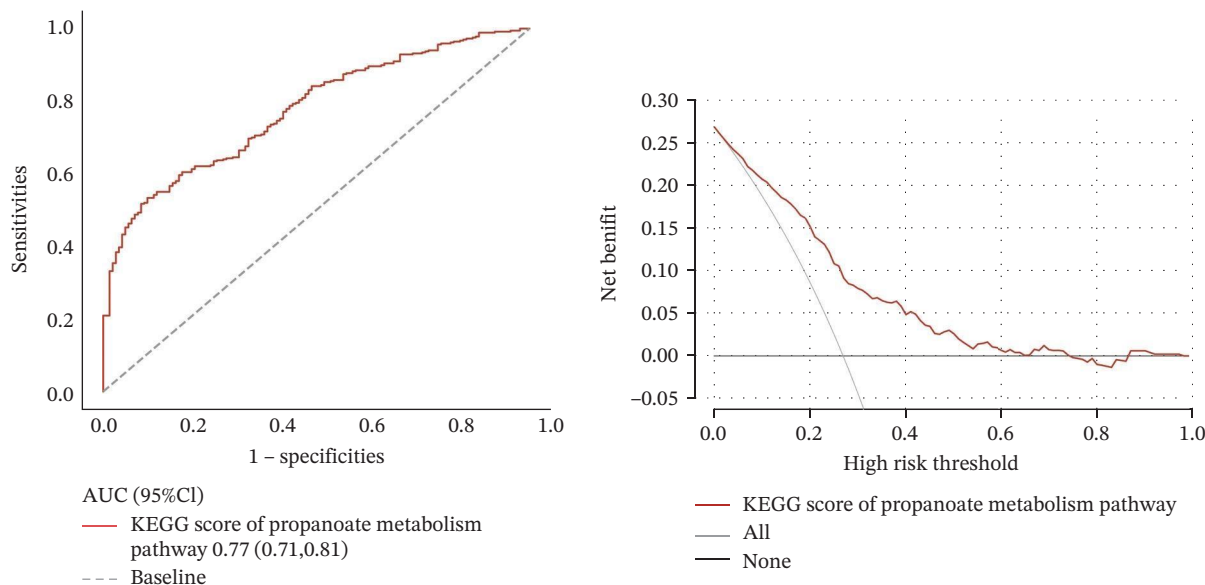 1.0
0.8
0.6
0.4
0.2
0.0
Sensitivities
0.0 0.2 0.4 0.6 0.8 1.0
1 – specificities
AUC (95%Cl)
KEGG score of propanoate metabolism
pathway 0.77 (0.71,0.81)
Baseline
0.30
0.25
0.20
0.15
0.10
0.05
0.00
–0.05
Net benifit
0.0 0.2 0.4 0.6 0.8 1.0
High risk threshold
KEGG score of propanoate metabolism pathway
All
None